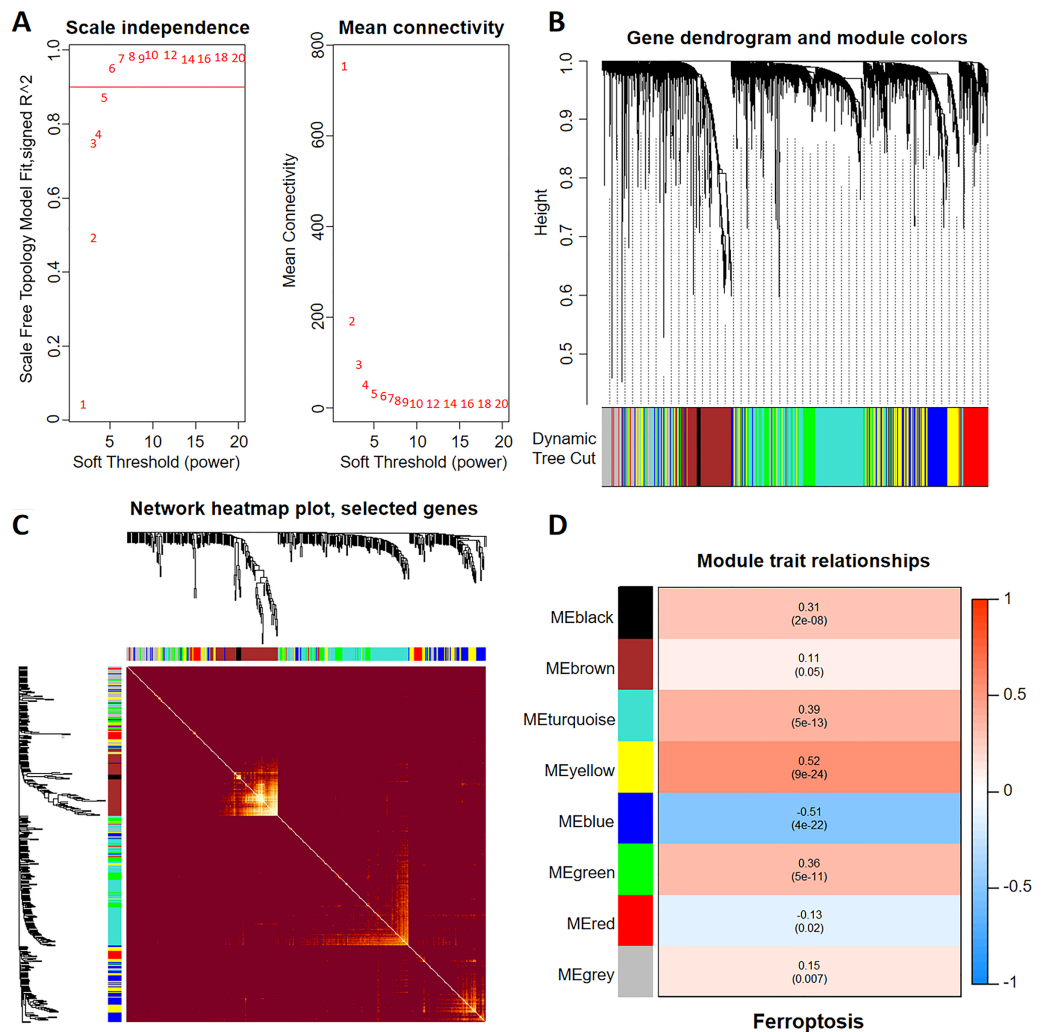 A
Scale independence
Scale Free Topology Model Fit,signed R^2
1.0
0.8
0.6
0.4
0.2
0
1
2
3
4
5
6
7
8
9
10
12
14
16
18
20
5
10
15
20
Soft Threshold (power)
Mean connectivity
Mean Connectivity
800
600
400
200
0
1
2
3
4
5
6
7
8
9
10
12
14
16
18
20
5
10
15
20
Soft Threshold (power)
B
Gene dendrogram and module colors
Height
1.0
0.9
0.8
0.7
0.6
0.5
Dynamic
Tree Cut
C
Network heatmap plot, selected genes
D
Module trait relationships
MEblack
0.31
(2e-08)
MEbrown
0.11
(0.05)
MEturquoise
0.39
(5e-13)
MEyellow
0.52
(9e-24)
MEblue
-0.51
(4e-22)
MEgreen
0.36
(5e-11)
MEred
-0.13
(0.02)
MEgrey
0.15
(0.007)
1
0.5
0
-0.5
-1
Ferroptosis